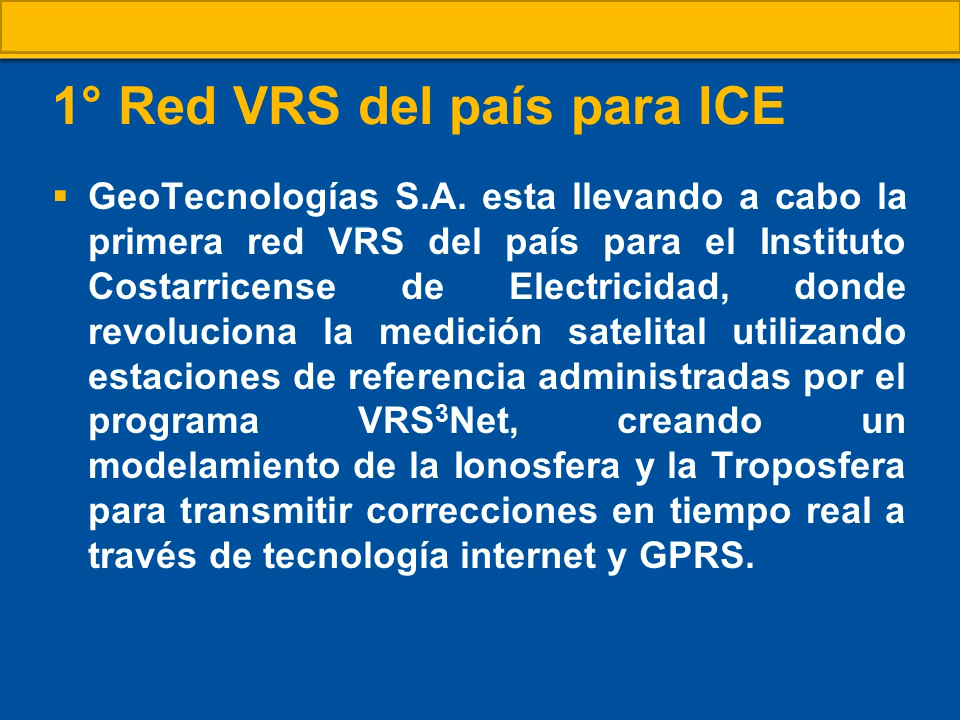 1° Red VRS del país para ICE
▪ GeoTecnologías S.A. esta llevando a cabo la
primera red VRS del país para el Instituto
Costarricense de Electricidad, donde
revoluciona la medición satelital utilizando
estaciones de referencia administradas por el
programa VRS³Net, creando un
modelamiento de la Ionosfera y la Troposfera
para transmitir correcciones en tiempo real a
través de tecnología internet y GPRS.